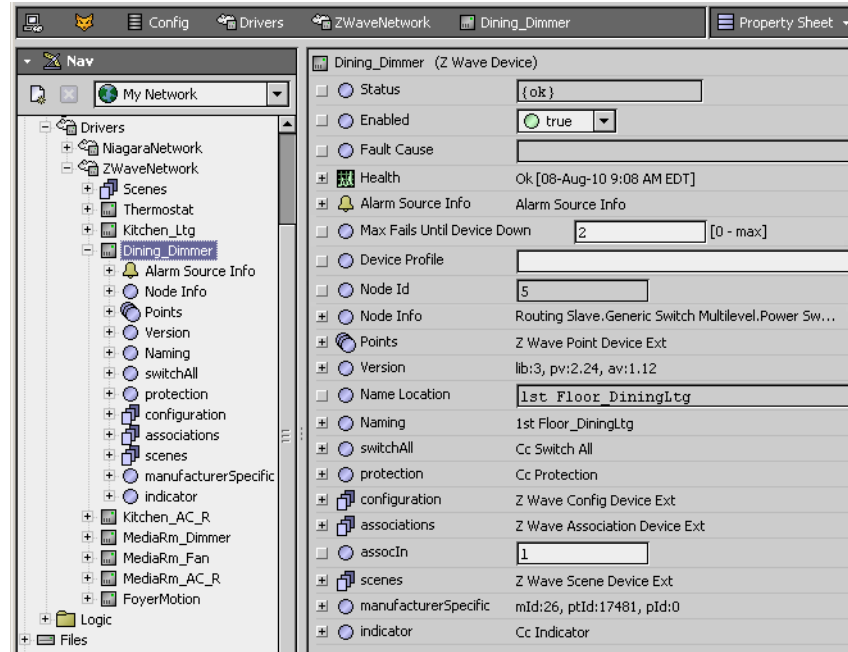 Config Drivers ZWaveNetwork Dining_Dimmer Property Sheet
Nav
My Network
Drivers
NiagaraNetwork
ZWaveNetwork
Scenes
Thermostat
Kitchen_Ltg
Dining_Dimmer
Alarm Source Info
Node Info
Points
Version
Naming
switchAll
protection
configuration
associations
scenes
manufacturerSpecific
indicator
Kitchen_AC_R
MediaRm_Dimmer
MediaRm_Fan
MediaRm_AC_R
FoyerMotion
Logic
Files
Dining_Dimmer (Z Wave Device)
Status {ok}
Enabled true
Fault Cause
Health Ok [08-Aug-10 9:08 AM EDT]
Alarm Source Info Alarm Source Info
Max Fails Until Device Down 2 [0 - max]
Device Profile
Node Id 5
Node Info Routing Slave.Generic Switch Multilevel.Power Sw...
Points Z Wave Point Device Ext
Version lib:3, pv:2.24, av:1.12
Name Location 1st Floor_DiningLtg
Naming 1st Floor_DiningLtg
switchAll Cc Switch All
protection Cc Protection
configuration Z Wave Config Device Ext
associations Z Wave Association Device Ext
assocIn 1
scenes Z Wave Scene Device Ext
manufacturerSpecific mId:26, ptId:17481, pId:0
indicator Cc Indicator